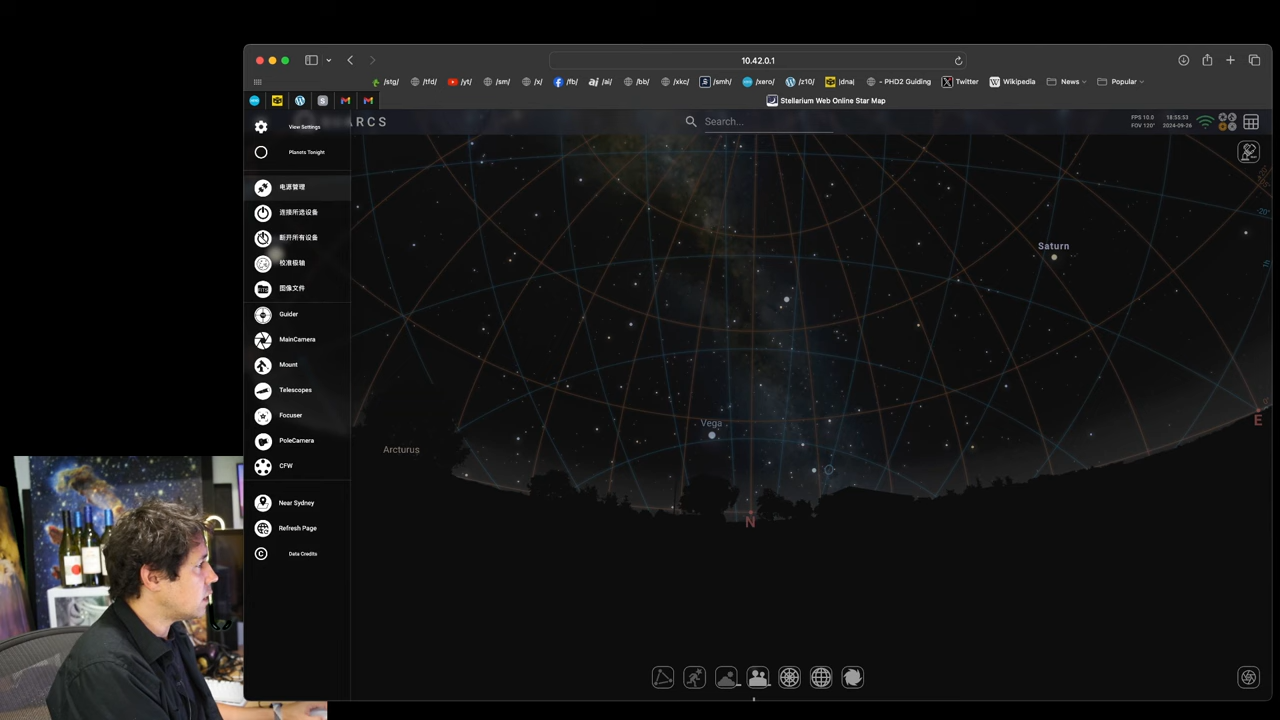 10.42.0.1
/stg/ /tfd/ /yt/ /sm/ /x/ /fb/ /ai/ /bb/ /xkc/ /smh/ /xero/ /z10/ |dna| - PHD2 Guiding Twitter Wikipedia News Popular
Stellarium Web Online Star Map
ARCS
Search...
FPS 10.0
FOV 120°
18:55:53
2024-09-26
View Settings
Planets Tonight
电源管理
连接所选设备
断开所有设备
校准极轴
图像文件
Guider
MainCamera
Mount
Telescopes
Focuser
PoleCamera
CFW
Near Sydney
Refresh Page
Data Credits
Saturn
Vega
Arcturus
N
E
-20°